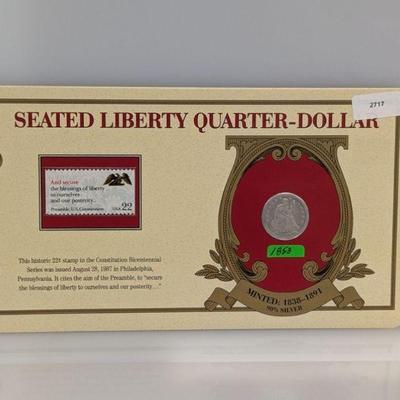 2717
SEATED LIBERTY QUARTER-DOLLAR
And secure
the blessings of liberty
to ourselves
and our posterity...
Preamble, U.S. Constitution
USA 22
1853
This historic 22¢ stamp in the Constitution Bicentennial
Series was issued August 28, 1987 in Philadelphia,
Pennsylvania. It cites the aim of the Preamble, to "secure
the blessings of liberty to ourselves and our posterity..."
MINTED: 1838-1891
90% SILVER